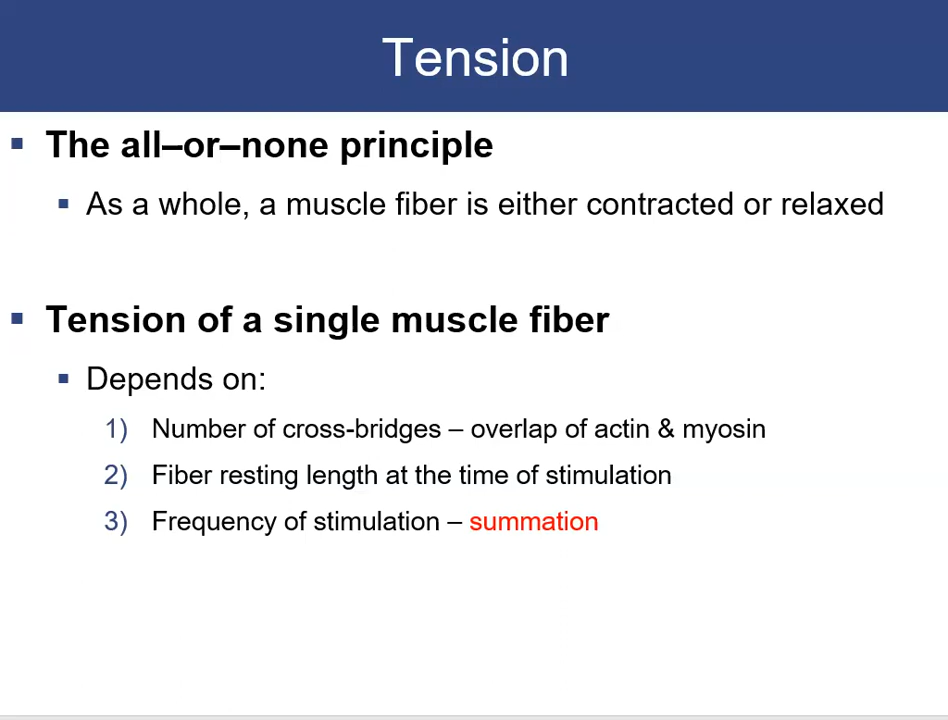 Tension
▪ The all–or–none principle
▪ As a whole, a muscle fiber is either contracted or relaxed
▪ Tension of a single muscle fiber
▪ Depends on:
1) Number of cross-bridges – overlap of actin & myosin
2) Fiber resting length at the time of stimulation
3) Frequency of stimulation – summation